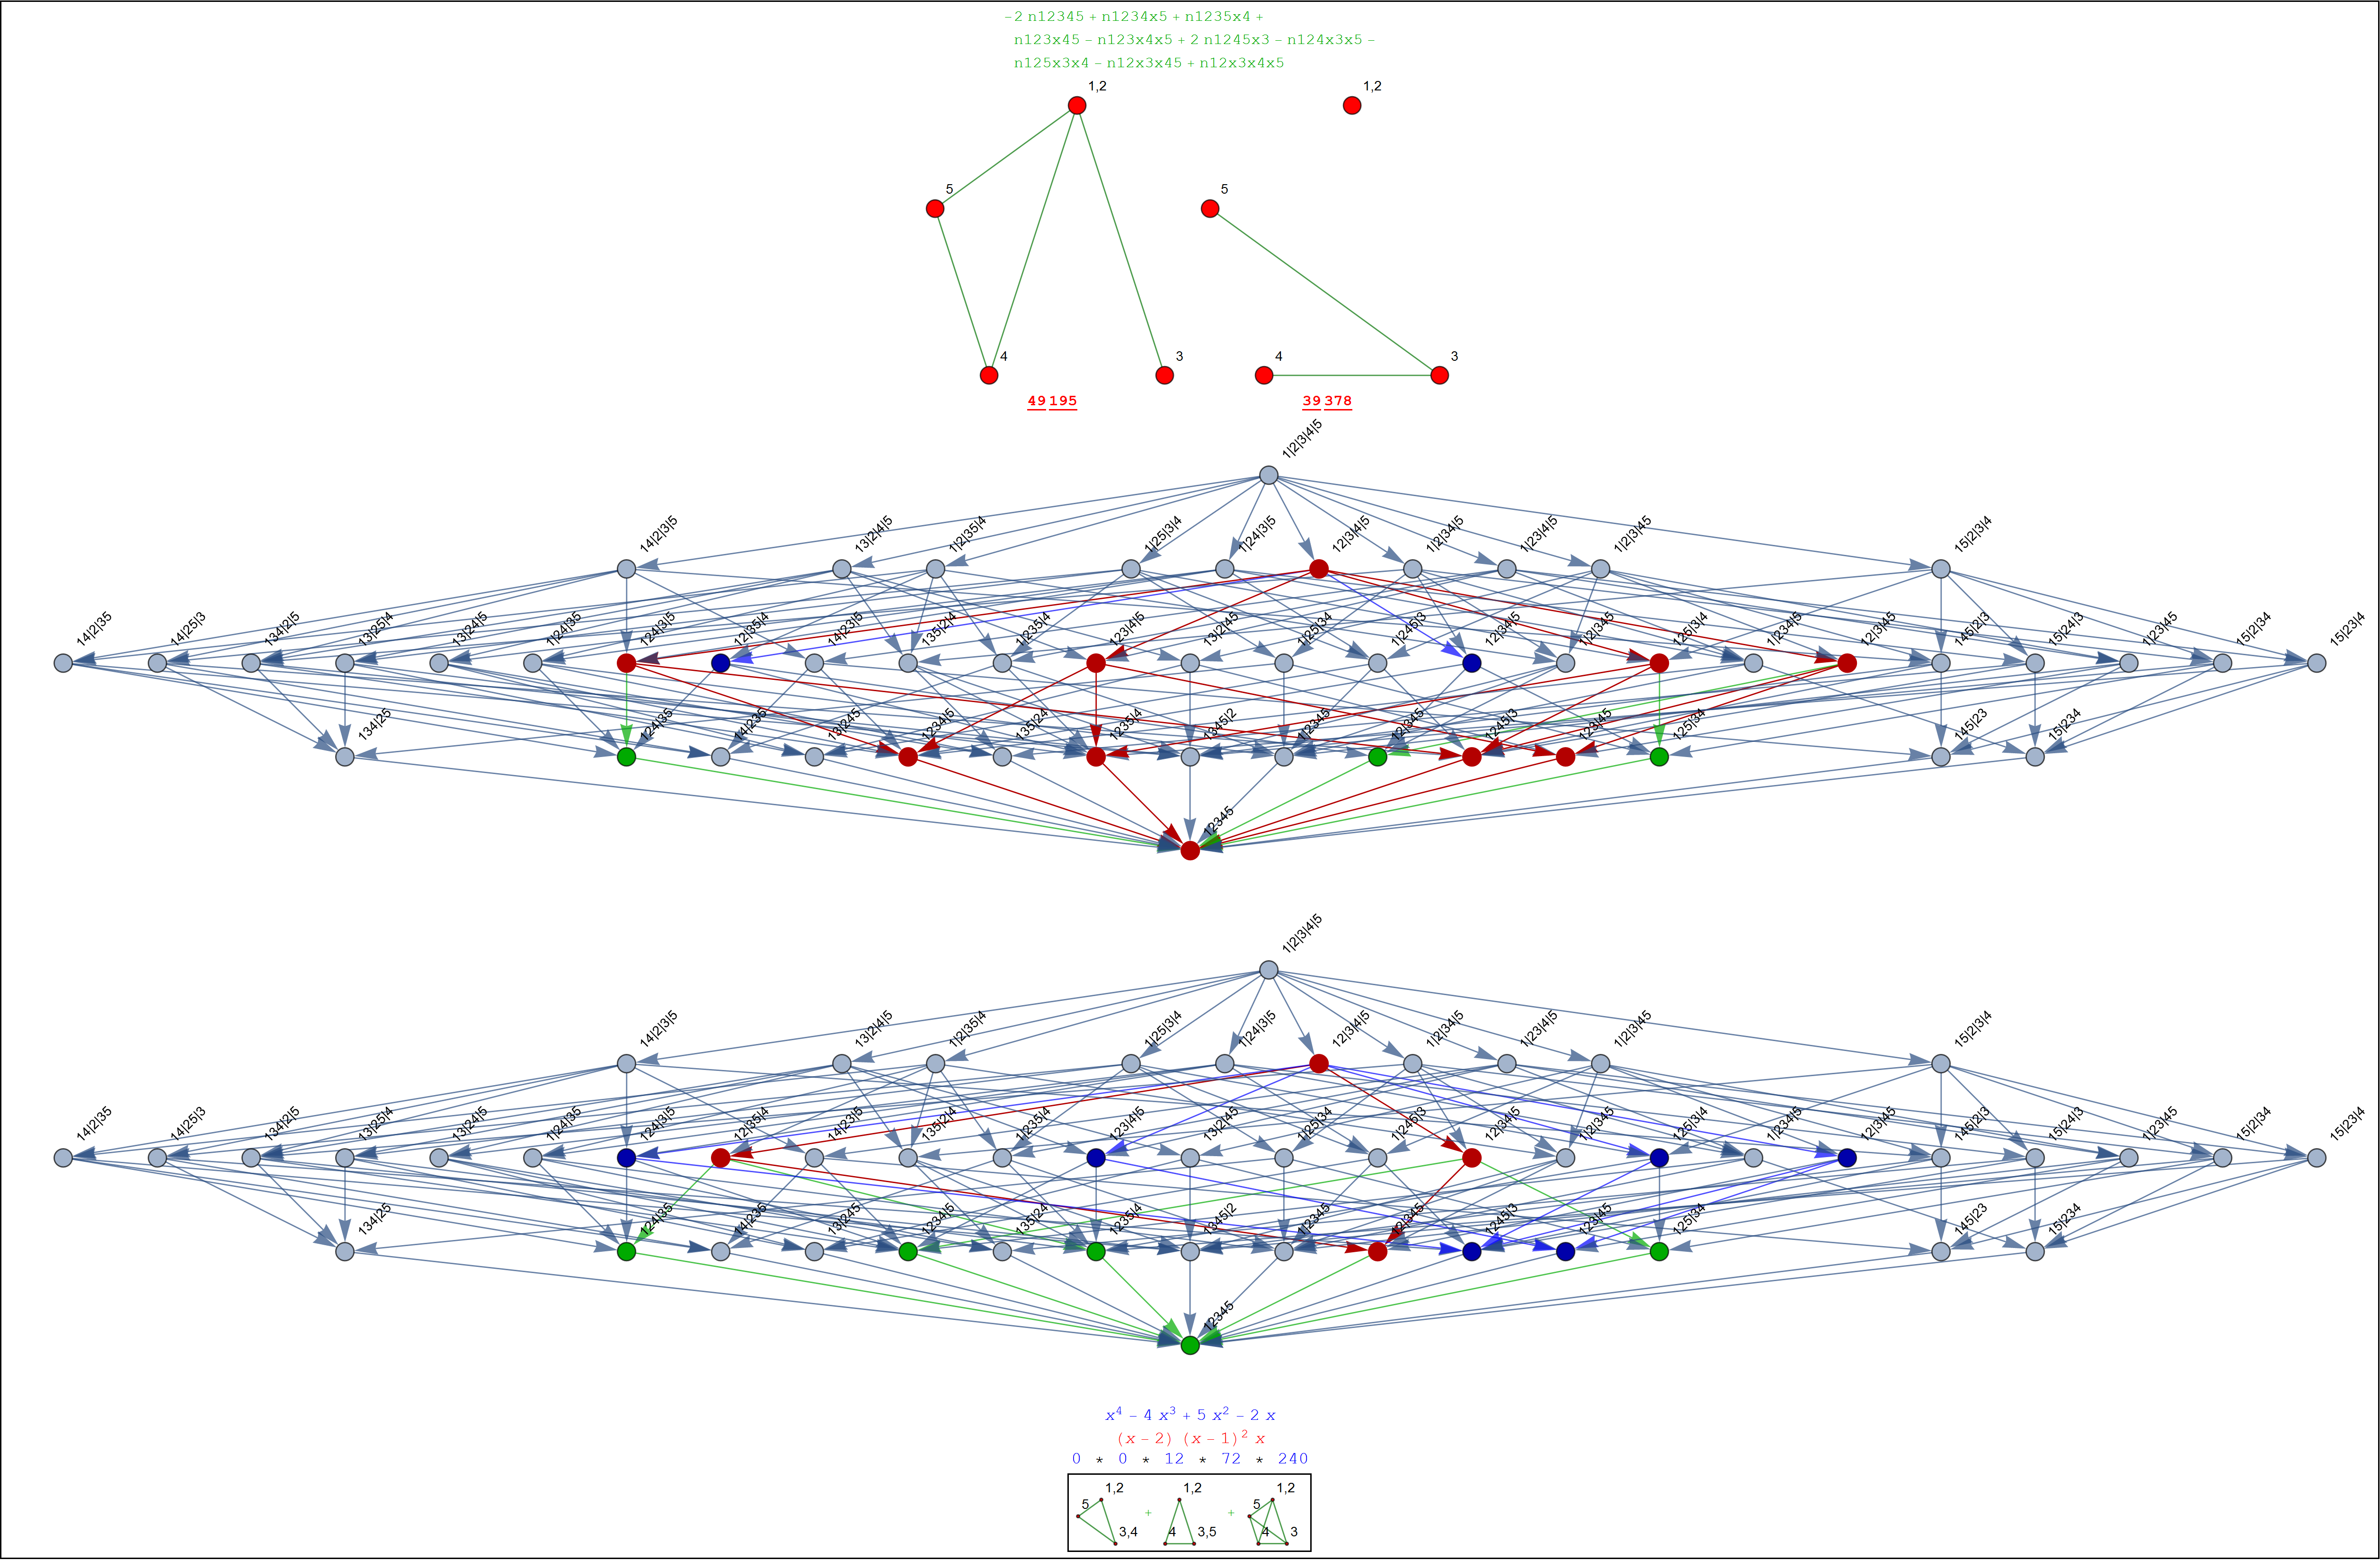 −2 n12345 + n1234x5 + n1235x4 +
n123x45 − n123x4x5 + 2 n1245x3 − n124x3x5 −
n125x3x4 − n12x3x45 + n12x3x4x5
1,2 1,2
5 5
4 3 4 3
49 195 39 378
1|2|3|4|5
14|2|3|5 13|2|4|5 1|2|35|4 1|25|3|4 1|24|3|5 12|3|4|5 1|2|34|5 1|23|4|5 1|2|3|45 15|2|3|4
14|2|35 14|25|3 134|2|5 13|25|4 13|24|5 1|24|35 124|3|5 12|35|4 14|23|5 135|2|4 1|235|4 123|4|5 13|2|45 1|25|34 1|245|3 12|34|5 1|2|345 125|3|4 1|234|5 12|3|45 145|2|3 15|24|3 1|23|45 15|2|34 15|23|4
134|25 124|35 14|235 13|245 1234|5 135|24 1235|4 1345|2 1|2345 12|345 1245|3 123|45 125|34 145|23 15|234
12345
1|2|3|4|5
14|2|3|5 13|2|4|5 1|2|35|4 1|25|3|4 1|24|3|5 12|3|4|5 1|2|34|5 1|23|4|5 1|2|3|45 15|2|3|4
14|2|35 14|25|3 134|2|5 13|25|4 13|24|5 1|24|35 124|3|5 12|35|4 14|23|5 135|2|4 1|235|4 123|4|5 13|2|45 1|25|34 1|245|3 12|34|5 1|2|345 125|3|4 1|234|5 12|3|45 145|2|3 15|24|3 1|23|45 15|2|34 15|23|4
134|25 124|35 14|235 13|245 1234|5 135|24 1235|4 1345|2 1|2345 12|345 1245|3 123|45 125|34 145|23 15|234
12345
x⁴ − 4 x³ + 5 x² − 2 x
(x − 2) (x − 1)² x
0 * 0 * 12 * 72 * 240
1,2 1,2 1,2
5 + + 5
3,4 4 3,5 4 3